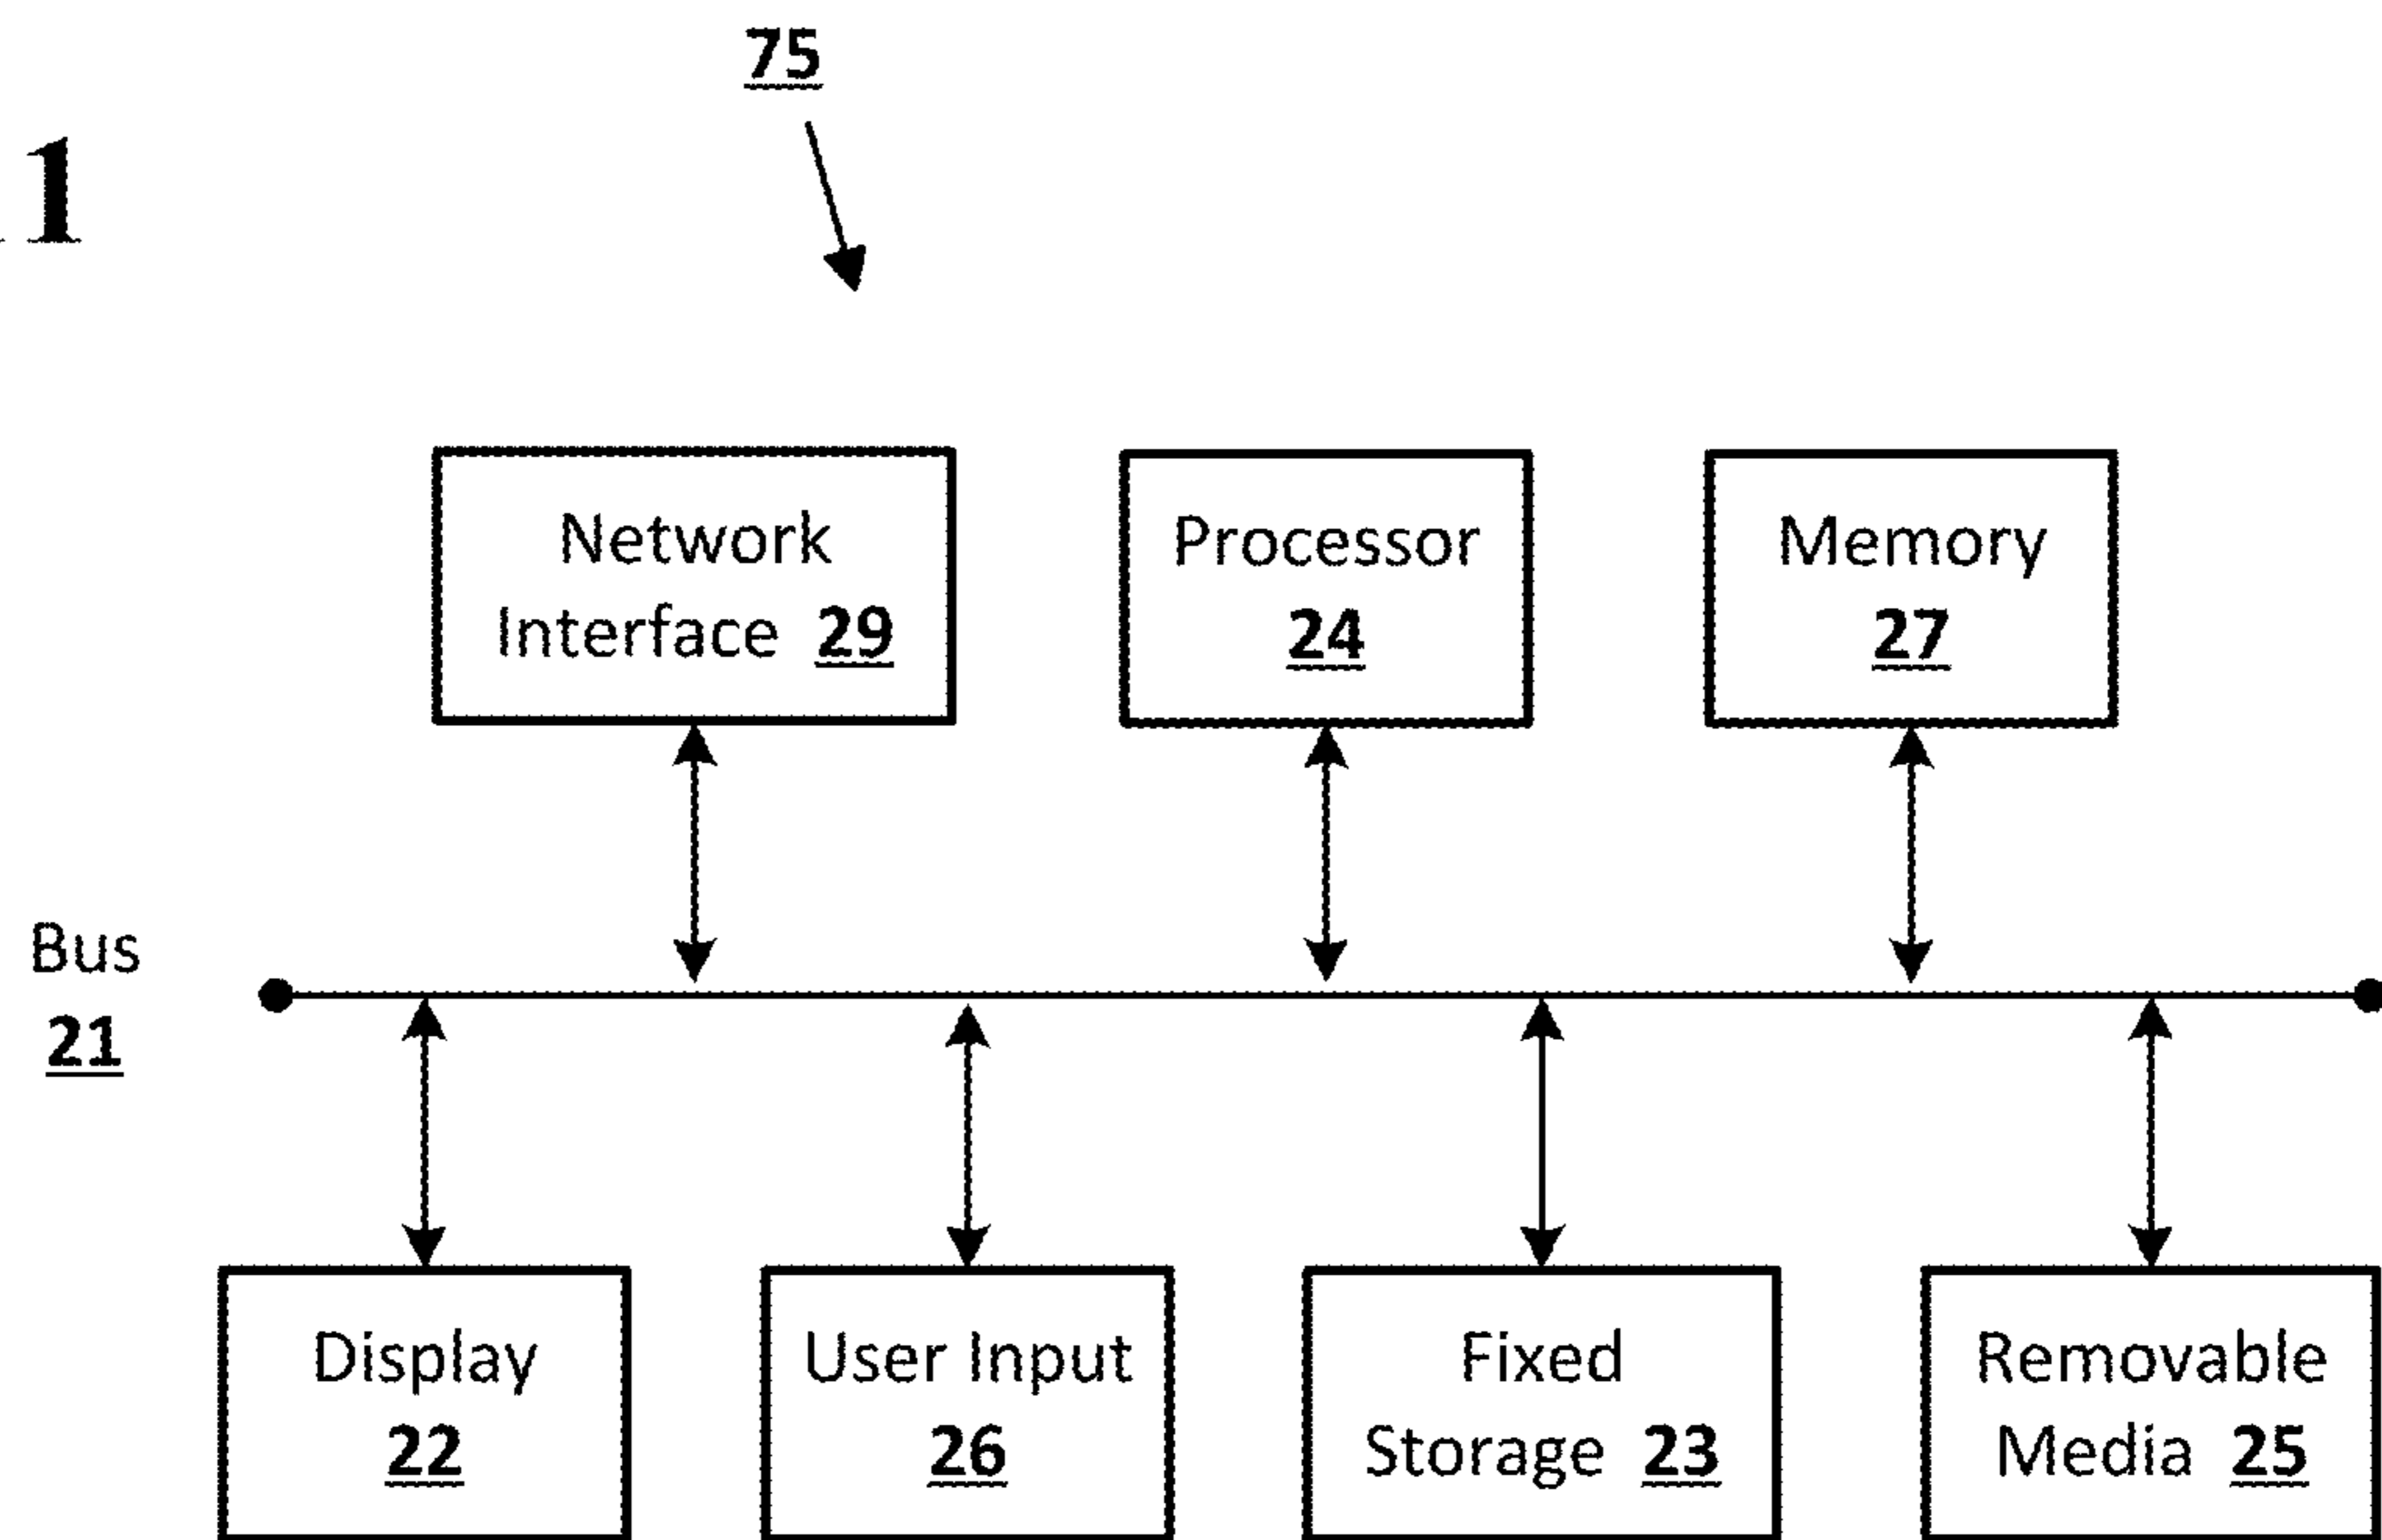 75
1
Network
Interface 29
Processor
24
Memory
27
Bus
21
Display
22
User Input
26
Fixed
Storage 23
Removable
Media 25